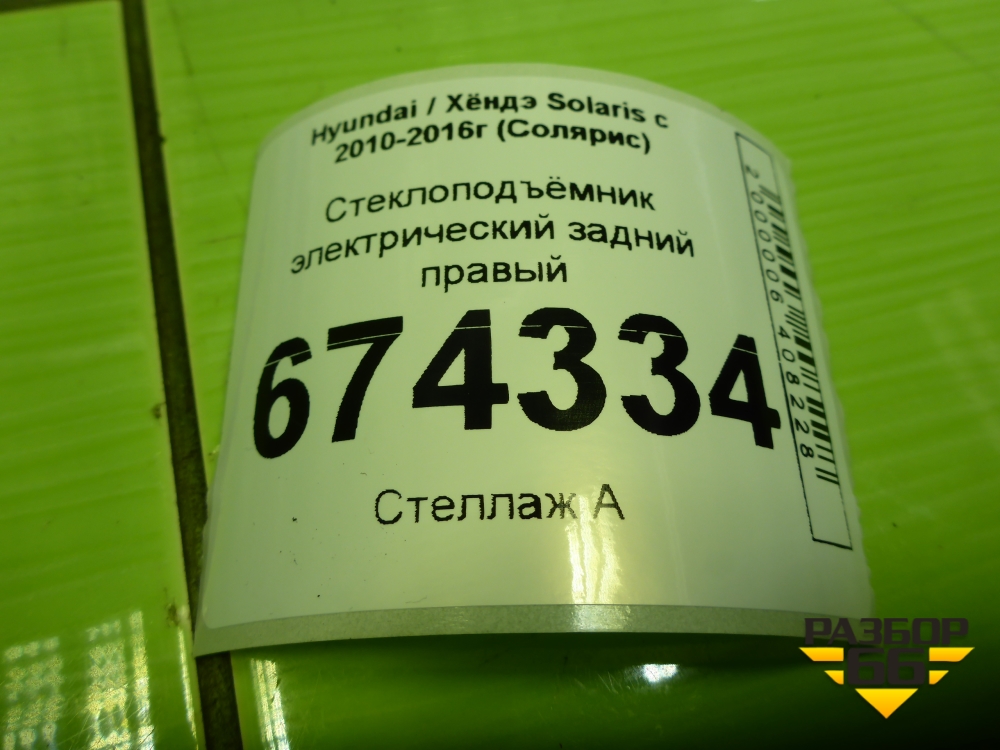 Hyundai / Хёндэ Solaris с
2010-2016г (Солярис)
Стеклоподъёмник
электрический задний
правый
674334
Стеллаж А
2000006408228
РАЗБОР
66